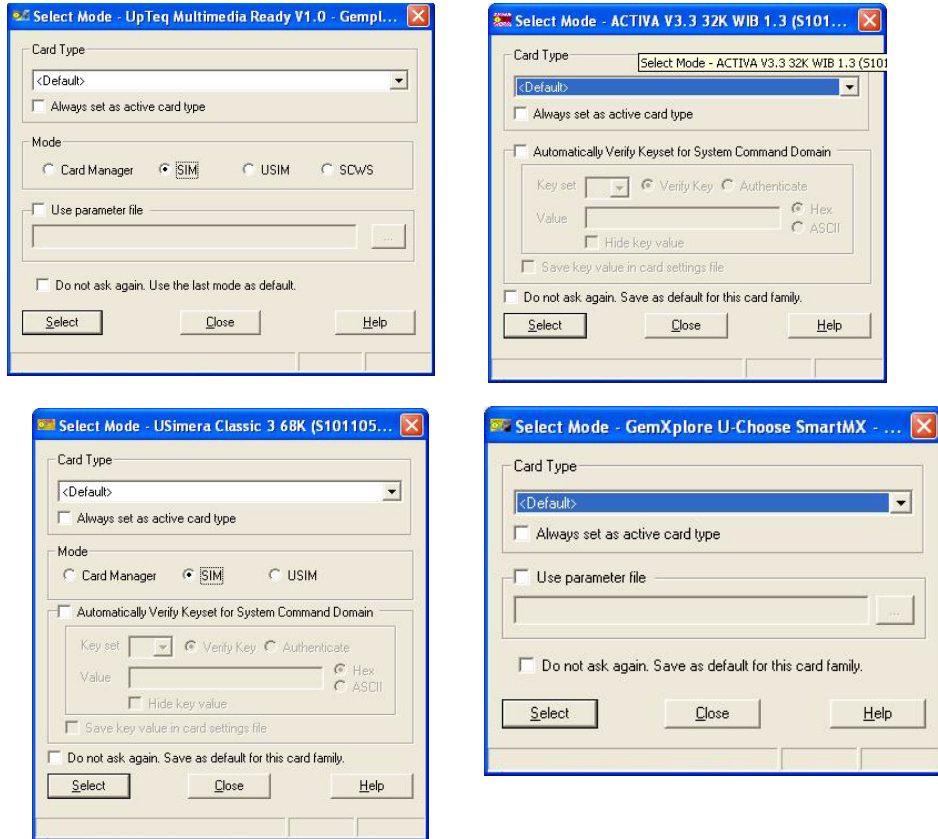 Select Mode - UpTeq Multimedia Ready V1.0 - Gempl...
Card Type
<Default>
Always set as active card type
Mode
Card Manager SIM USIM SCWS
Use parameter file
...
Do not ask again. Use the last mode as default.
Select Close Help
Select Mode - ACTIVA V3.3 32K WIB 1.3 (S101...
Card Type
Select Mode - ACTIVA V3.3 32K WIB 1.3 (S101
<Default>
Always set as active card type
Automatically Verify Keyset for System Command Domain
Key set Verify Key Authenticate
Value Hex
ASCII
Hide key value
Save key value in card settings file
Do not ask again. Save as default for this card family.
Select Close Help
Select Mode - USimera Classic 3 68K (S101105...
Card Type
<Default>
Always set as active card type
Mode
Card Manager SIM USIM
Automatically Verify Keyset for System Command Domain
Key set Verify Key Authenticate
Value Hex
ASCII
Hide key value
Save key value in card settings file
Do not ask again. Save as default for this card family.
Select Close Help
Select Mode - GemXplore U-Choose SmartMX - ...
Card Type
<Default>
Always set as active card type
Use parameter file
...
Do not ask again. Save as default for this card family.
Select Close Help